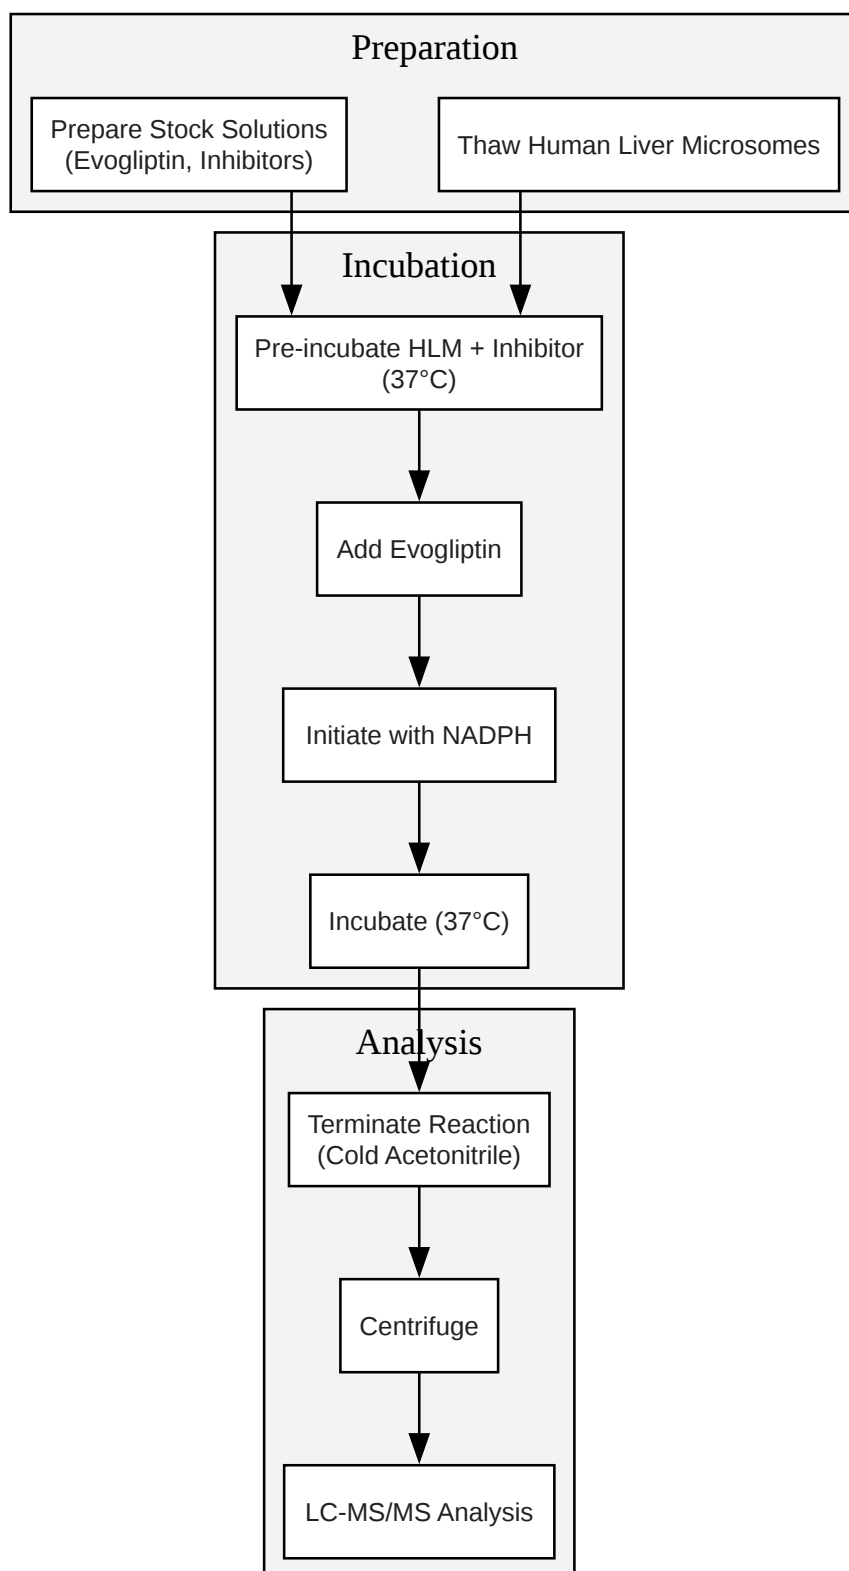 Preparation
Prepare Stock Solutions
(Evogliptin, Inhibitors)
Thaw Human Liver Microsomes
Incubation
Pre-incubate HLM + Inhibitor
(37°C)
Add Evogliptin
Initiate with NADPH
Incubate (37°C)
Analysis
Terminate Reaction
(Cold Acetonitrile)
Centrifuge
LC-MS/MS Analysis